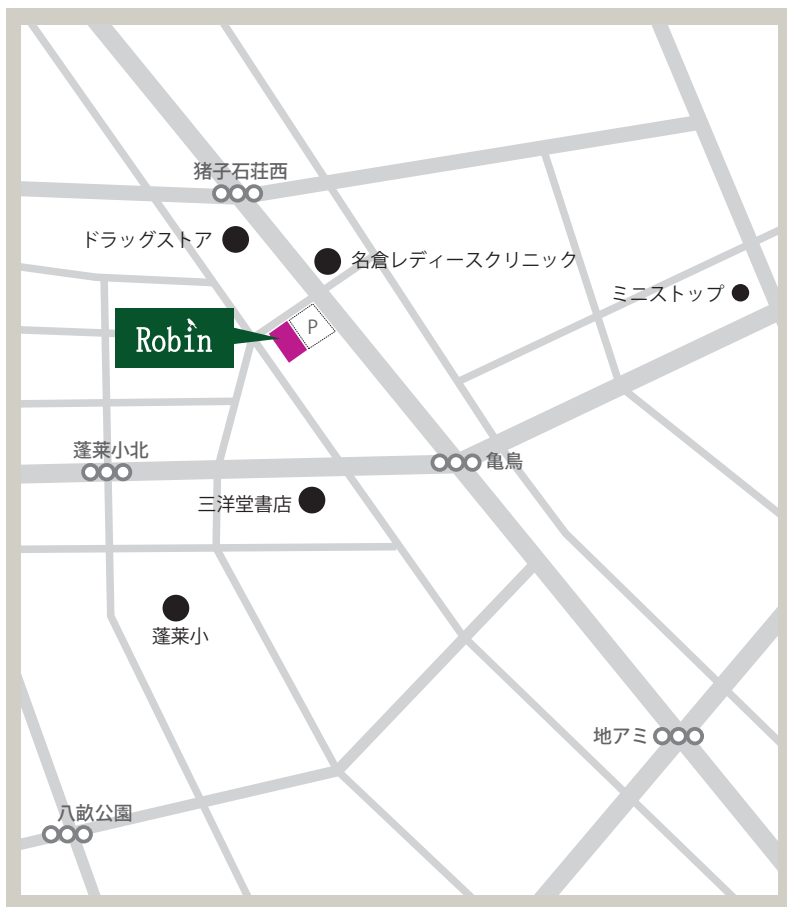 猪子石荘西
ドラッグストア
名倉レディースクリニック
ミニストップ
P
Robin
蓬莱小北
亀鳥
三洋堂書店
蓬莱小
地アミ
八畝公園